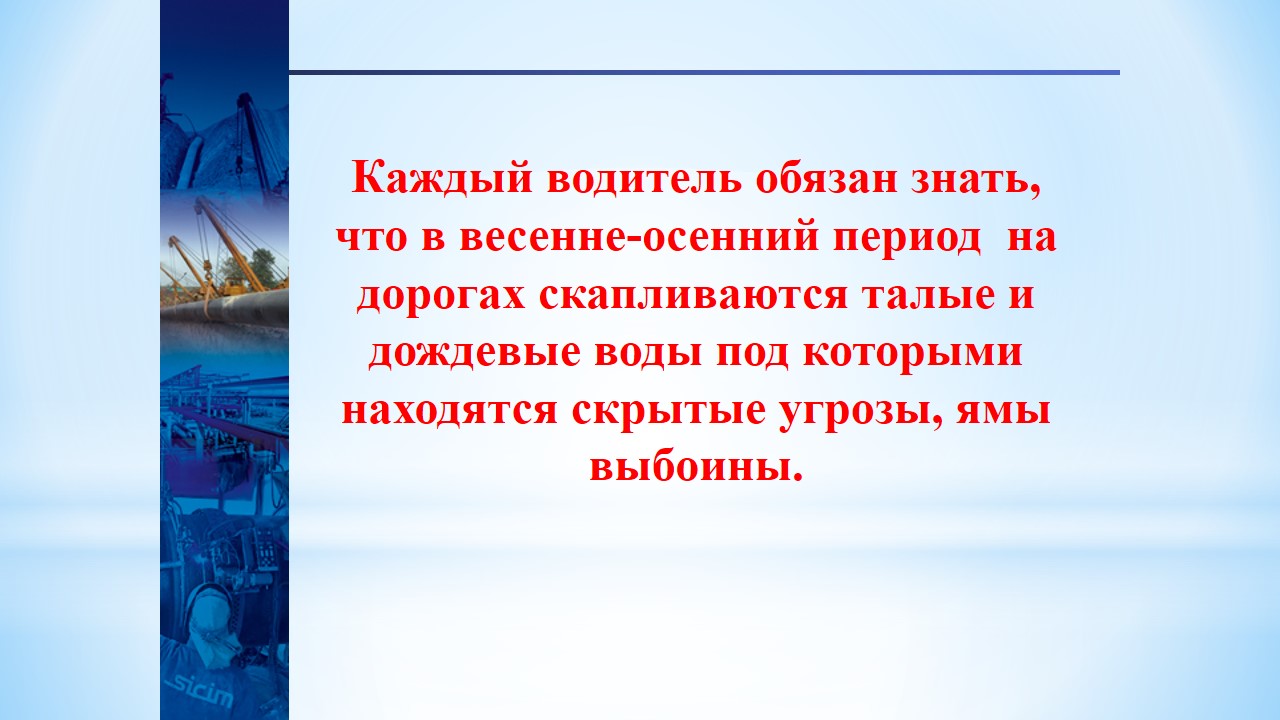 Каждый водитель обязан знать,
что в весенне-осенний период  на
дорогах скапливаются талые и
дождевые воды под которыми
находятся скрытые угрозы, ямы
выбоины.
sicim